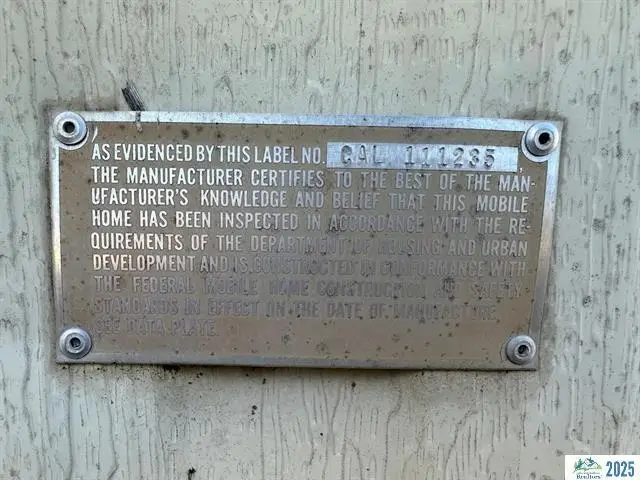 AS EVIDENCED BY THIS LABEL NO. CAL 111235,
THE MANUFACTURER CERTIFIES TO THE BEST OF THE MAN-
UFACTURER'S KNOWLEDGE AND BELIEF THAT THIS MOBILE
HOME HAS BEEN INSPECTED IN ACCORDANCE WITH THE RE-
QUIREMENTS OF THE DEPARTMENT OF HOUSING AND URBAN
DEVELOPMENT AND IS CONSTRUCTED IN CONFORMANCE WITH
THE FEDERAL MOBILE HOME CONSTRUCTION AND SAFETY
STANDARDS IN EFFECT ON THE DATE OF MANUFACTURE.
SEE DATA PLATE.
Realtors 2025